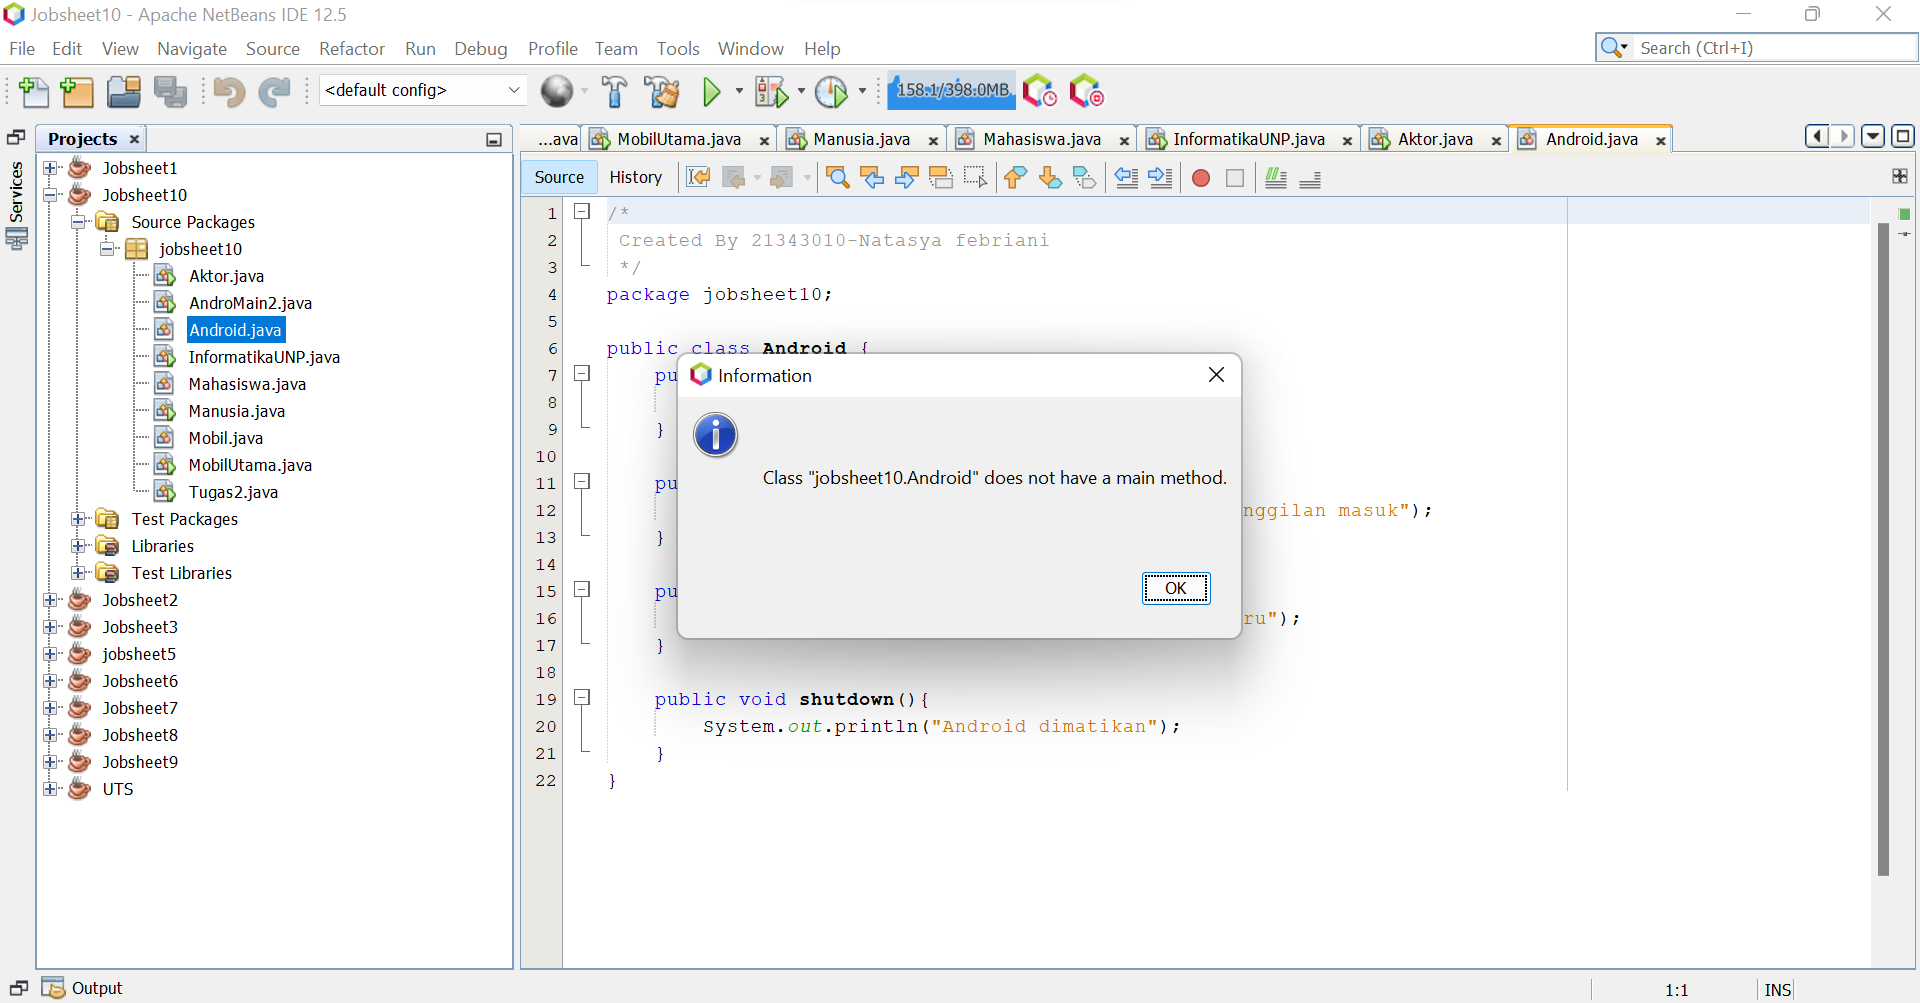 Jobsheet10 - Apache NetBeans IDE 12.5
File Edit View Navigate Source Refactor Run Debug Profile Team Tools Window Help
Search (Ctrl+I)
<default config>
158.1/398.0MB
Services
Projects
Jobsheet1
Jobsheet10
Source Packages
jobsheet10
Aktor.java
AndroMain2.java
Android.java
InformatikaUNP.java
Mahasiswa.java
Manusia.java
Mobil.java
MobilUtama.java
Tugas2.java
Test Packages
Libraries
Test Libraries
Jobsheet2
Jobsheet3
jobsheet5
Jobsheet6
Jobsheet7
Jobsheet8
Jobsheet9
UTS
...ava MobilUtama.java Manusia.java Mahasiswa.java InformatikaUNP.java Aktor.java Android.java
Source History
1 /*
2 Created By 21343010-Natasya febriani
3 */
4 package jobsheet10;
5
6 public class Android {
7 pu
8
9 }
10
11 pu
12 nggilan masuk");
13 }
14
15 pu
16 ru");
17 }
18
19 public void shutdown(){
20 System.out.println("Android dimatikan");
21 }
22 }
Information
Class "jobsheet10.Android" does not have a main method.
OK
Output
1:1 INS